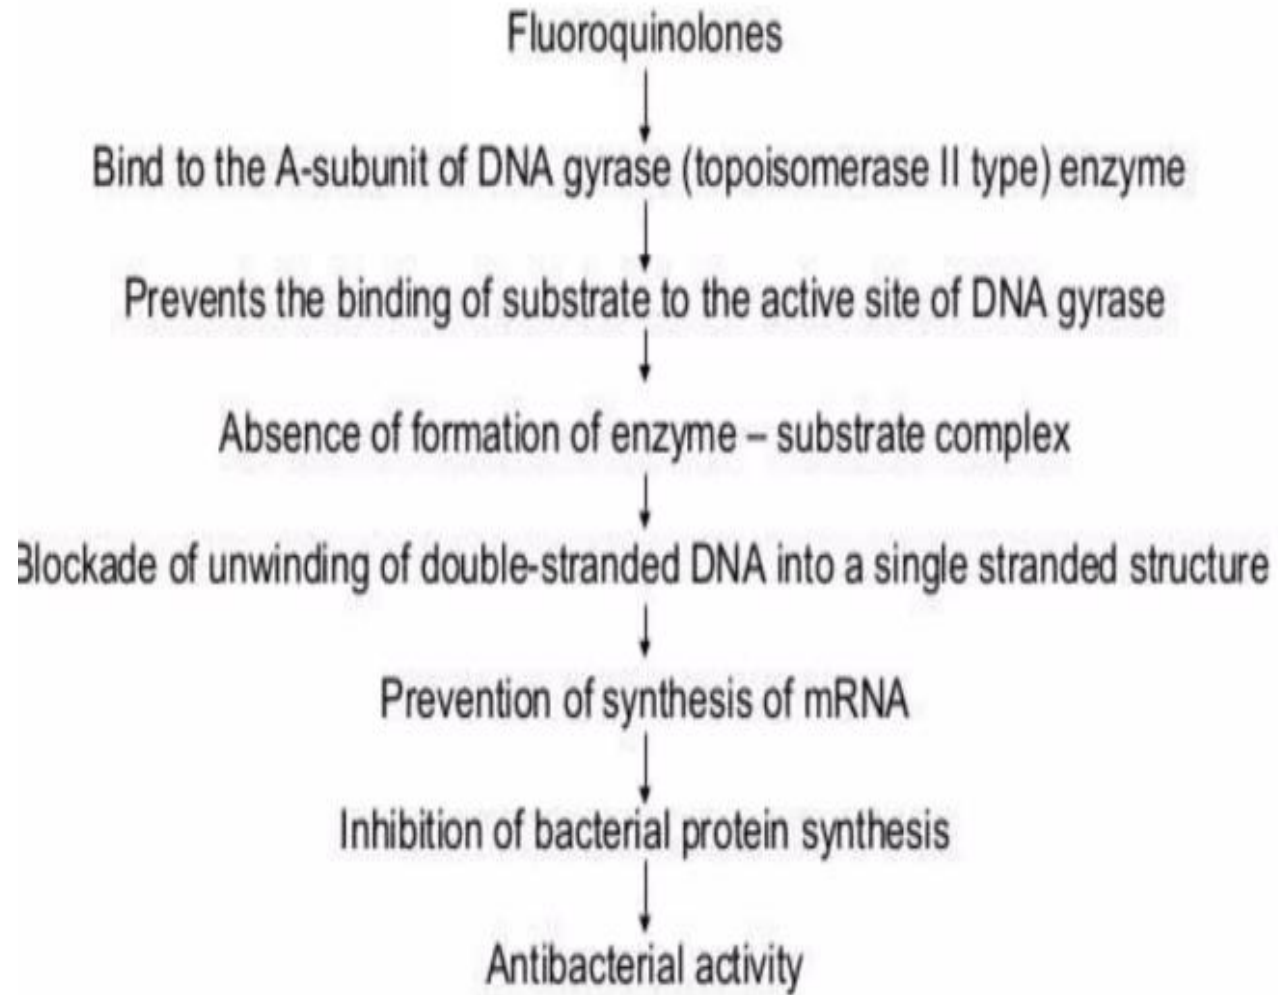 Fluoroquinolones
Bind to the A-subunit of DNA gyrase (topoisomerase II type) enzyme
Prevents the binding of substrate to the active site of DNA gyrase
Absence of formation of enzyme – substrate complex
Blockade of unwinding of double-stranded DNA into a single stranded structure
Prevention of synthesis of mRNA
Inhibition of bacterial protein synthesis
Antibacterial activity